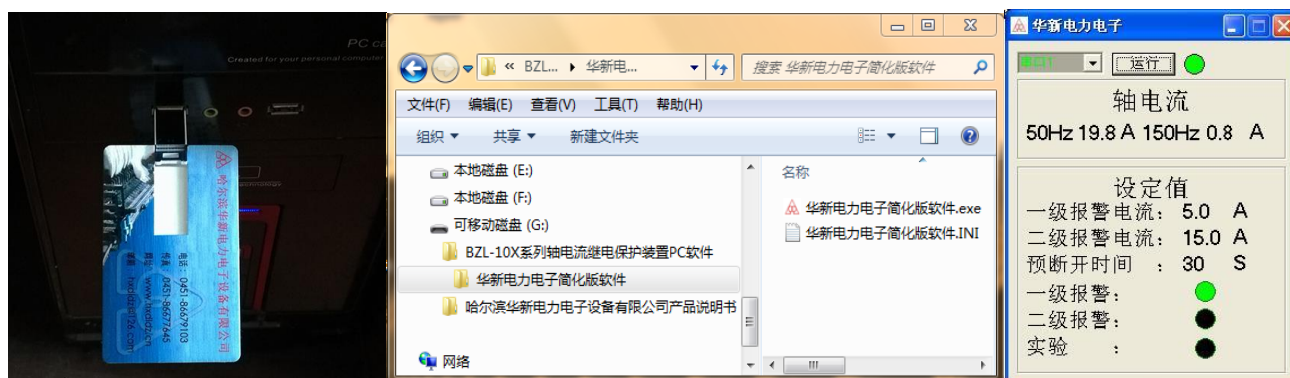 PC ca
Created for your personal computer
哈尔滨华新电力电子设备有限公司
电话：0451-86679103
传真：0451-86677645
网址：www.hxdldz.cn
« BZL... ▸ 华新电...
搜索 华新电力电子简化版软件
文件(F) 编辑(E) 查看(V) 工具(T) 帮助(H)
组织 共享 新建文件夹
本地磁盘 (E:)
本地磁盘 (F:)
可移动磁盘 (G:)
BZL-10X系列轴电流继电保护装置PC软件
华新电力电子简化版软件
哈尔滨华新电力电子设备有限公司产品说明书
网络
名称
华新电力电子简化版软件.exe
华新电力电子简化版软件.INI
华新电力电子
串口1 运行
轴电流
50Hz 19.8 A 150Hz 0.8 A
设定值
一级报警电流： 5.0 A
二级报警电流： 15.0 A
预断开时间 ： 30 S
一级报警：
二级报警：
实验 ：